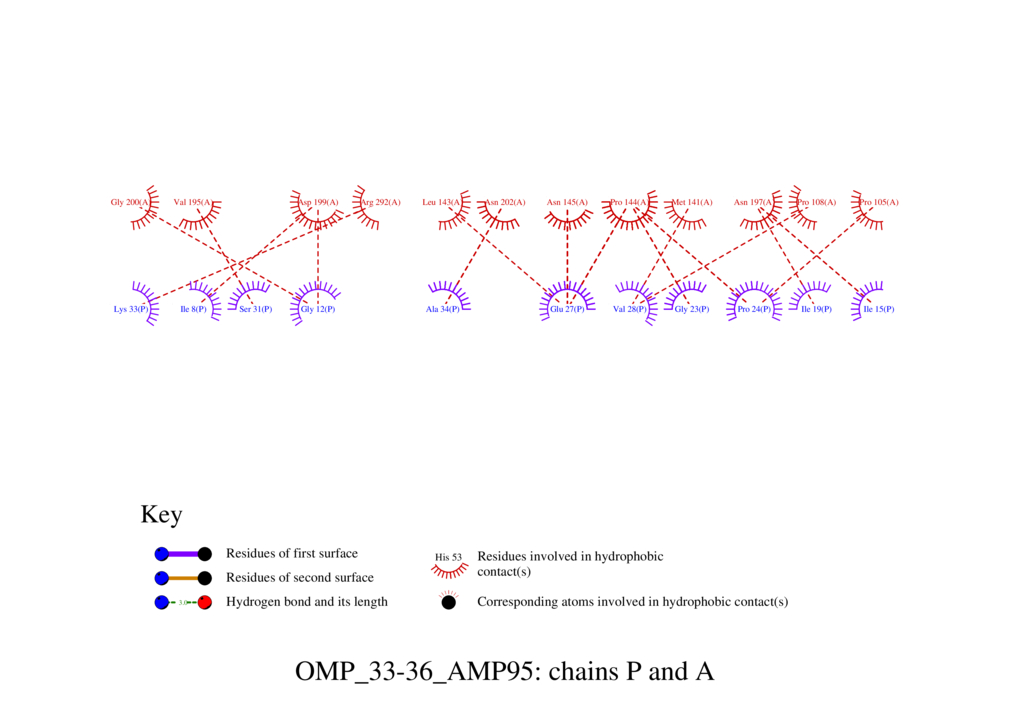 Gly 200(A) Val 195(A) Asp 199(A) Arg 292(A) Leu 143(A) Asn 202(A) Asn 145(A) Pro 144(A) Met 141(A) Asn 197(A) Pro 108(A) Pro 105(A)
Lys 33(P) Ile 8(P) Ser 31(P) Gly 12(P) Ala 34(P) Glu 27(P) Val 28(P) Gly 23(P) Pro 24(P) Ile 19(P) Ile 15(P)
Key
Residues of first surface
Residues of second surface
3.0
Hydrogen bond and its length
His 53
Residues involved in hydrophobic
contact(s)
Corresponding atoms involved in hydrophobic contact(s)
OMP_33-36_AMP95: chains P and A